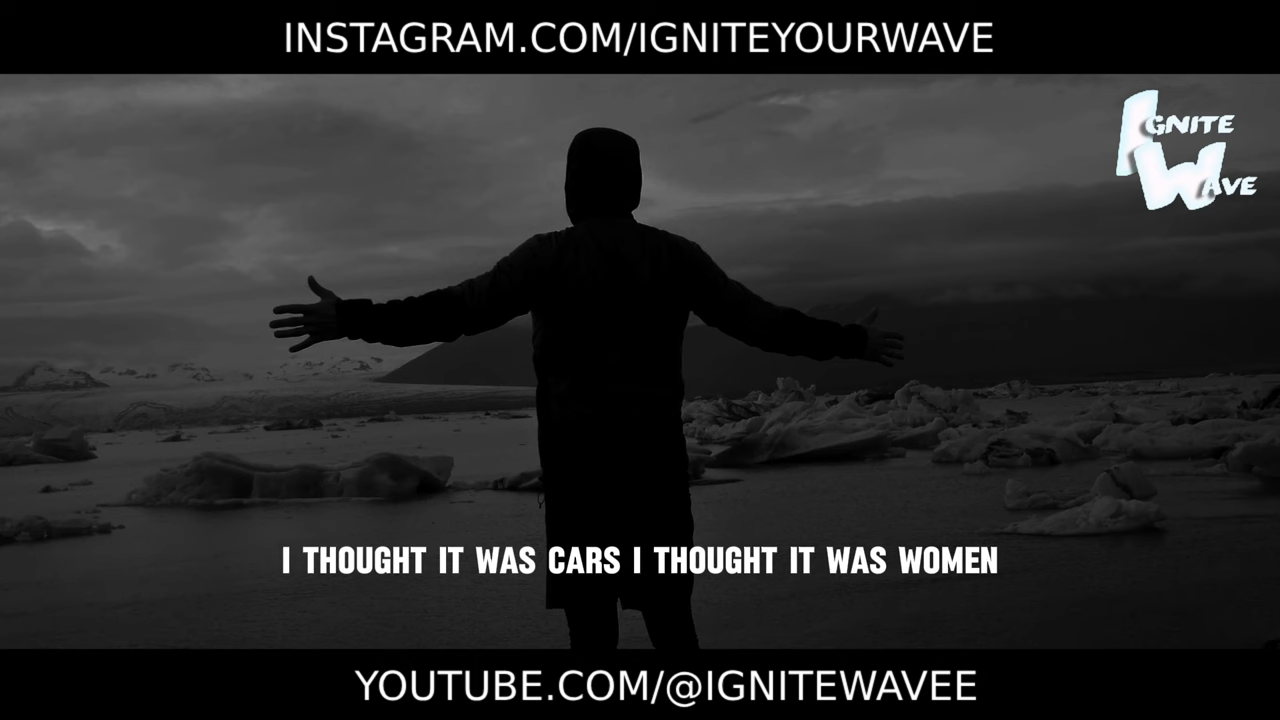 INSTAGRAM.COM/IGNITEYOURWAVE
IGNITE
WAVE
I THOUGHT IT WAS CARS I THOUGHT IT WAS WOMEN
YOUTUBE.COM/@IGNITEWAVEE